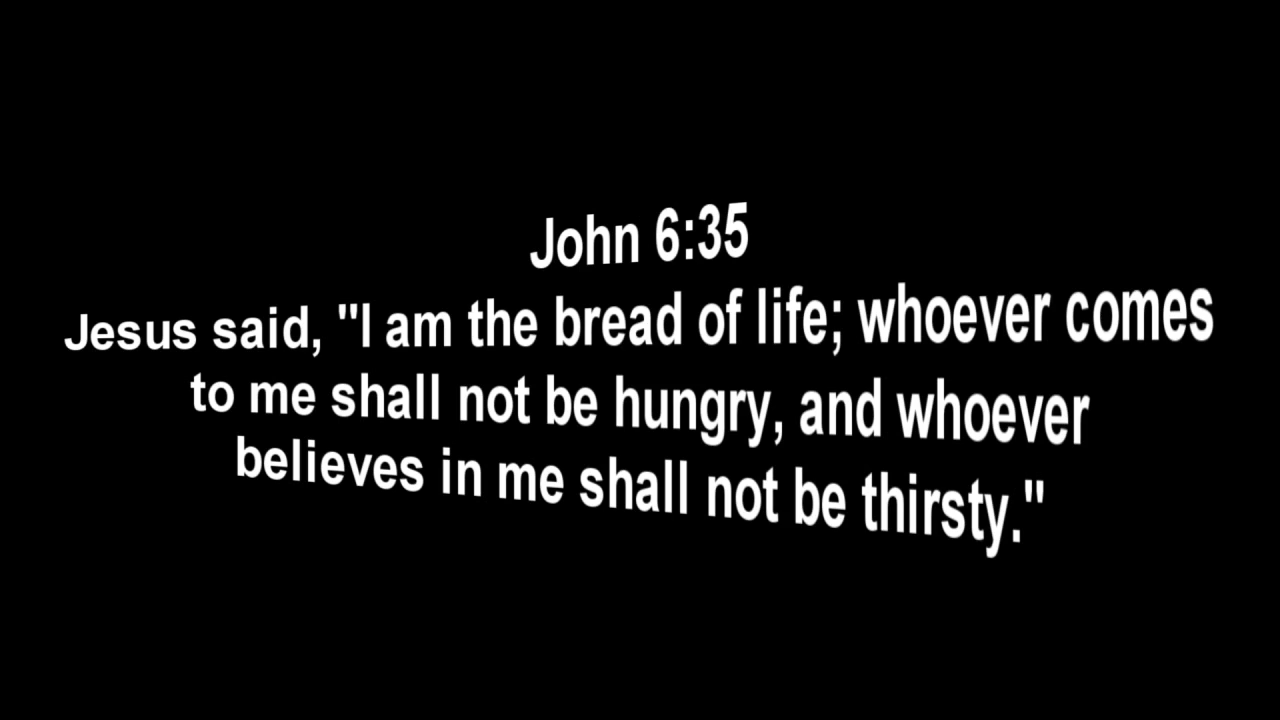 John 6:35
Jesus said, "I am the bread of life; whoever comes
to me shall not be hungry, and whoever
believes in me shall not be thirsty."